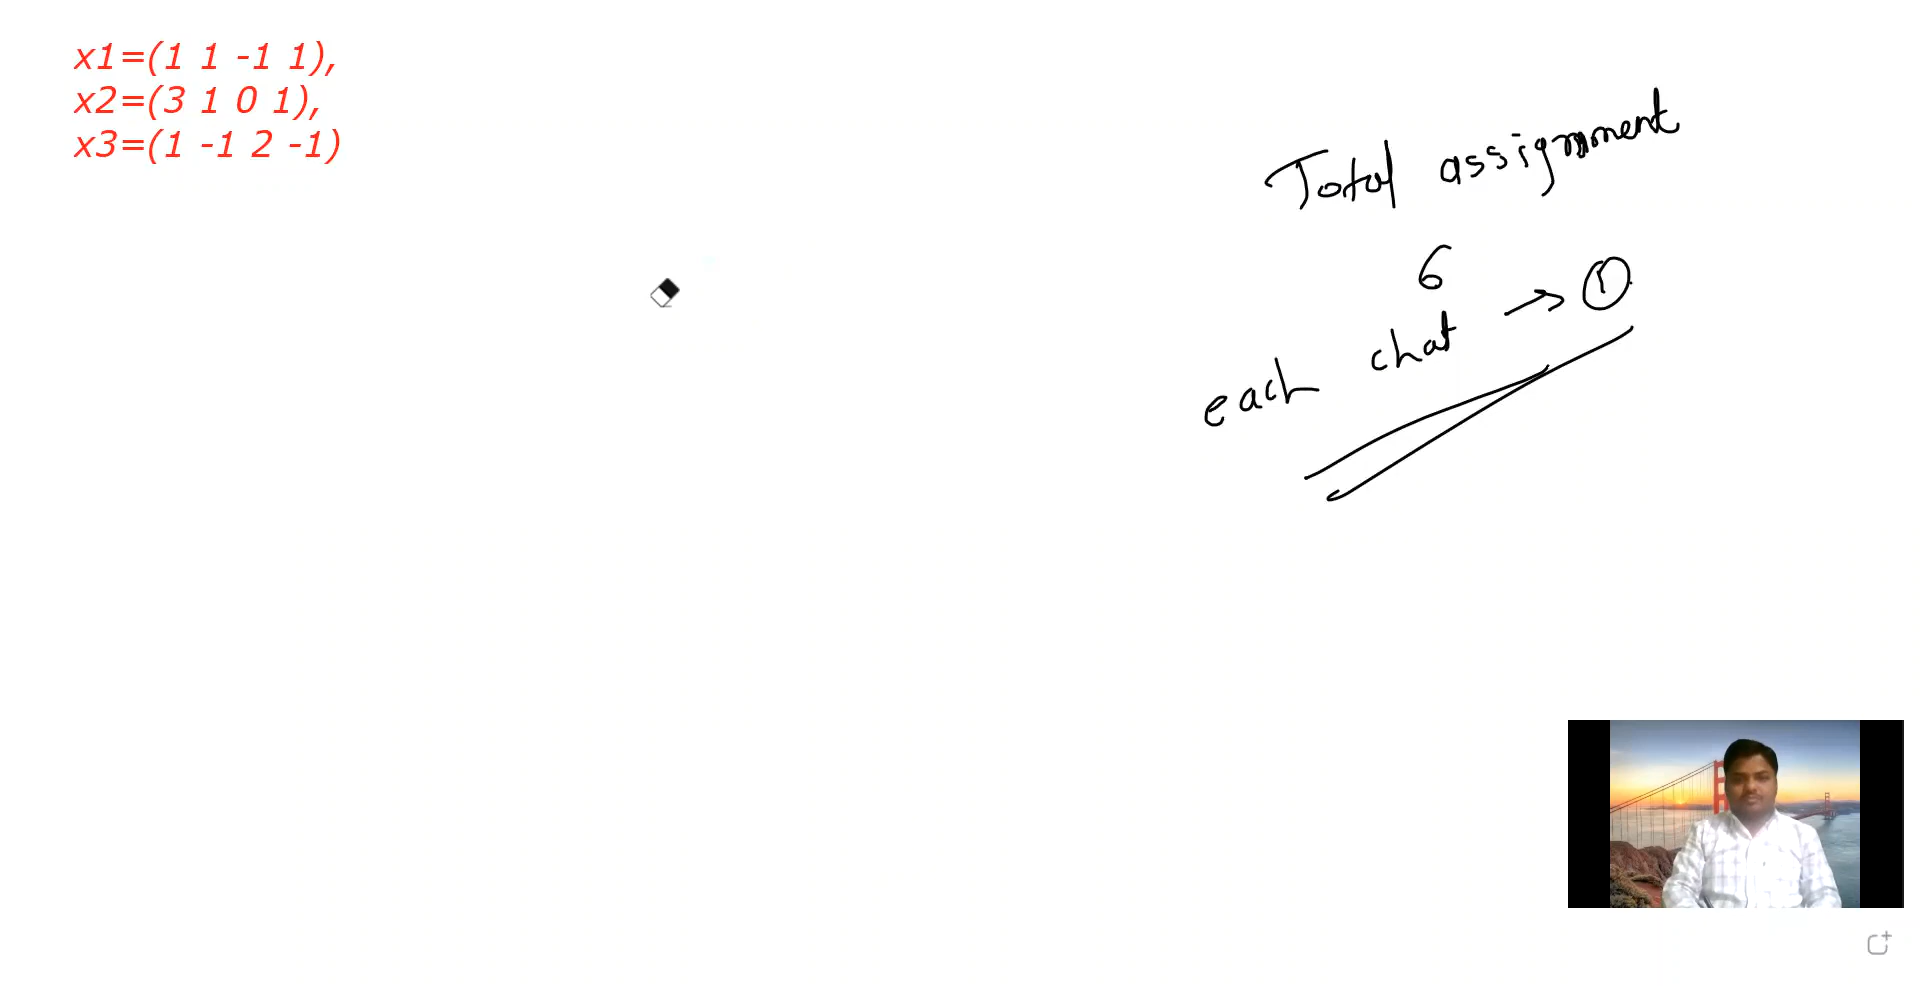 x1=(1 1 -1 1),
x2=(3 1 0 1),
x3=(1 -1 2 -1)
Total assignment
6
each chat → 1